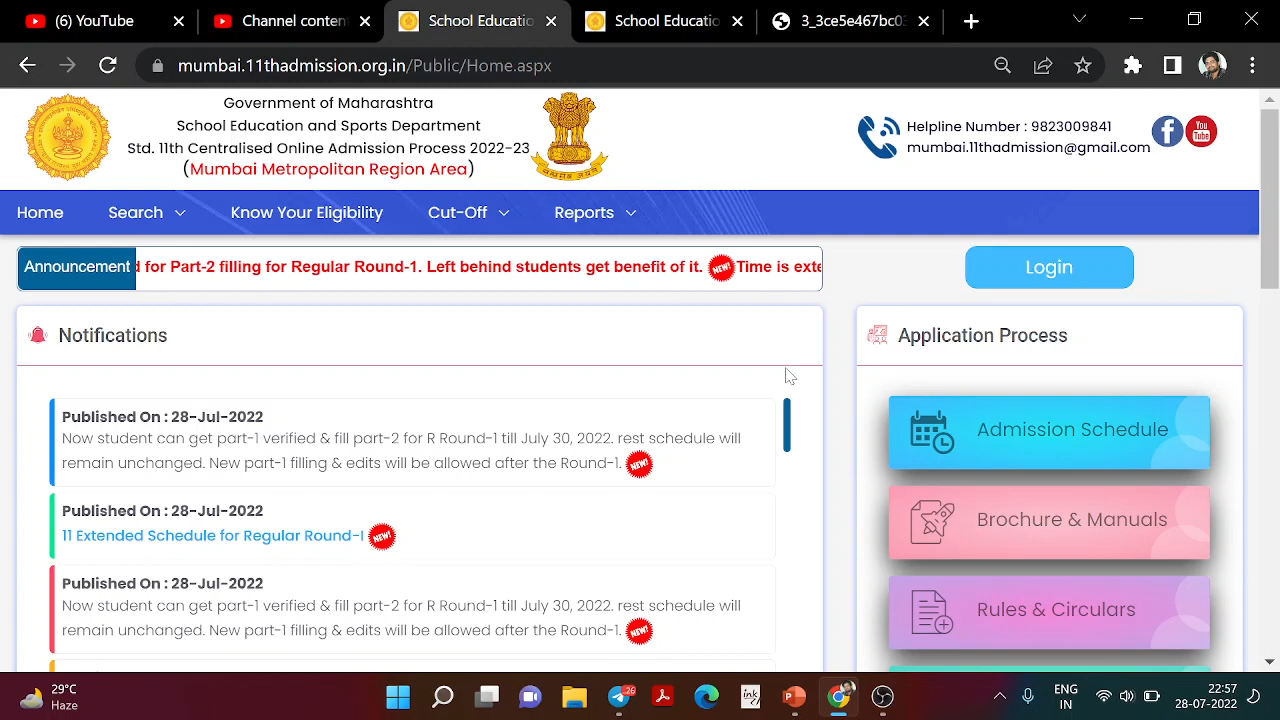 (6) YouTube
Channel conten
School Educatio
School Educatio
3_3ce5e467bc03
mumbai.11thadmission.org.in/Public/Home.aspx
Government of Maharashtra
School Education and Sports Department
Std. 11th Centralised Online Admission Process 2022-23
(Mumbai Metropolitan Region Area)
Helpline Number : 9823009841
mumbai.11thadmission@gmail.com
You
Tube
Home
Search
Know Your Eligibility
Cut-Off
Reports
Announcement
d for Part-2 filling for Regular Round-1. Left behind students get benefit of it. NEW! Time is exte
Login
Notifications
Application Process
Published On : 28-Jul-2022
Now student can get part-1 verified & fill part-2 for R Round-1 till July 30, 2022. rest schedule will
remain unchanged. New part-1 filling & edits will be allowed after the Round-1. NEW!
Published On : 28-Jul-2022
11 Extended Schedule for Regular Round-I NEW!
Published On : 28-Jul-2022
Now student can get part-1 verified & fill part-2 for R Round-1 till July 30, 2022. rest schedule will
remain unchanged. New part-1 filling & edits will be allowed after the Round-1. NEW!
Admission Schedule
Brochure & Manuals
Rules & Circulars
29°C
Haze
ENG
IN
22:57
28-07-2022